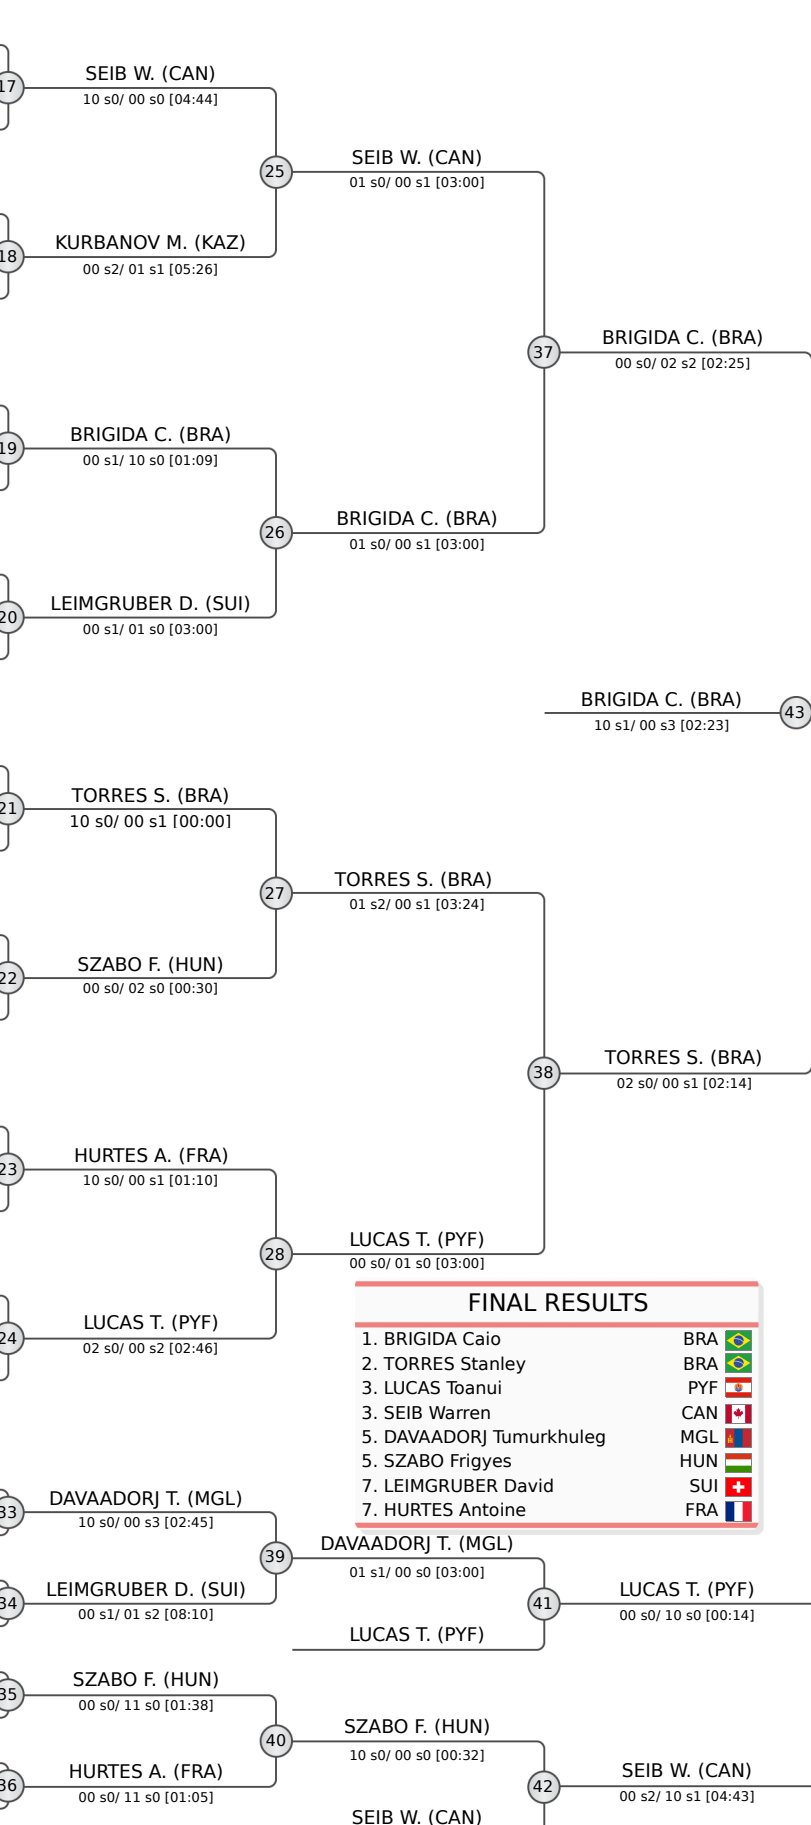 17
SEIB W. (CAN)
10 s0/ 00 s0 [04:44]
25
SEIB W. (CAN)
01 s0/ 00 s1 [03:00]
18
KURBANOV M. (KAZ)
00 s2/ 01 s1 [05:26]
37
BRIGIDA C. (BRA)
00 s0/ 02 s2 [02:25]
19
BRIGIDA C. (BRA)
00 s1/ 10 s0 [01:09]
26
BRIGIDA C. (BRA)
01 s0/ 00 s1 [03:00]
20
LEIMGRUBER D. (SUI)
00 s1/ 01 s0 [03:00]
BRIGIDA C. (BRA)
10 s1/ 00 s3 [02:23]
43
21
TORRES S. (BRA)
10 s0/ 00 s1 [00:00]
27
TORRES S. (BRA)
01 s2/ 00 s1 [03:24]
22
SZABO F. (HUN)
00 s0/ 02 s0 [00:30]
38
TORRES S. (BRA)
02 s0/ 00 s1 [02:14]
23
HURTES A. (FRA)
10 s0/ 00 s1 [01:10]
28
LUCAS T. (PYF)
00 s0/ 01 s0 [03:00]
24
LUCAS T. (PYF)
02 s0/ 00 s2 [02:46]
FINAL RESULTS
1. BRIGIDA Caio BRA
2. TORRES Stanley BRA
3. LUCAS Toanui PYF
3. SEIB Warren CAN
5. DAVAADORJ Tumurkhuleg MGL
5. SZABO Frigyes HUN
7. LEIMGRUBER David SUI
7. HURTES Antoine FRA
33
DAVAADORJ T. (MGL)
10 s0/ 00 s3 [02:45]
39
DAVAADORJ T. (MGL)
01 s1/ 00 s0 [03:00]
34
LEIMGRUBER D. (SUI)
00 s1/ 01 s2 [08:10]
41
LUCAS T. (PYF)
00 s0/ 10 s0 [00:14]
LUCAS T. (PYF)
35
SZABO F. (HUN)
00 s0/ 11 s0 [01:38]
40
SZABO F. (HUN)
10 s0/ 00 s0 [00:32]
36
HURTES A. (FRA)
00 s0/ 11 s0 [01:05]
42
SEIB W. (CAN)
00 s2/ 10 s1 [04:43]
SEIB W. (CAN)